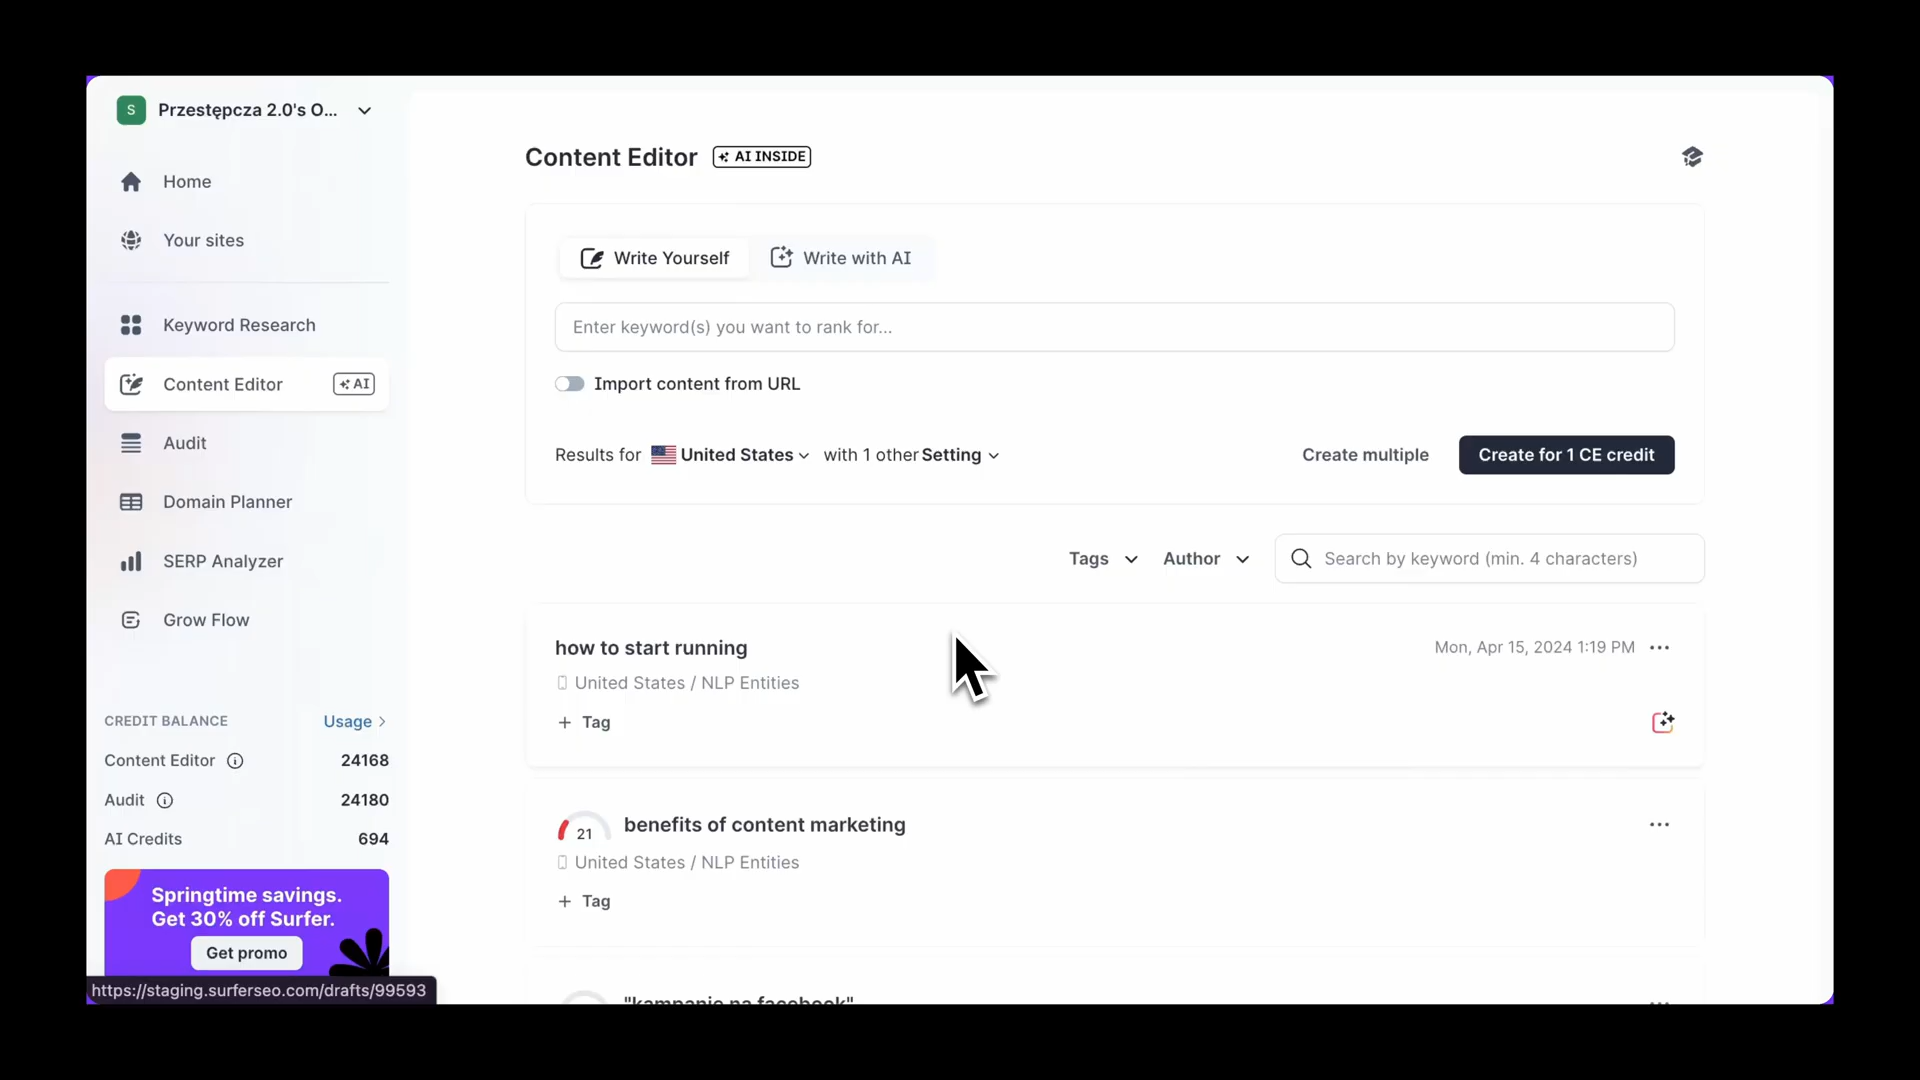 S Przestępcza 2.0's O...
Home
Your sites
Keyword Research
Content Editor AI
Audit
Domain Planner
SERP Analyzer
Grow Flow
CREDIT BALANCE Usage >
Content Editor 24168
Audit 24180
AI Credits 694
Springtime savings.
Get 30% off Surfer.
Get promo
https://staging.surferseo.com/drafts/99593
Content Editor AI INSIDE
Write Yourself Write with AI
Enter keyword(s) you want to rank for...
Import content from URL
Results for United States with 1 other Setting Create multiple Create for 1 CE credit
Tags Author Search by keyword (min. 4 characters)
how to start running Mon, Apr 15, 2024 1:19 PM
United States / NLP Entities
+ Tag
21 benefits of content marketing
United States / NLP Entities
+ Tag
"kampanie na facebook"